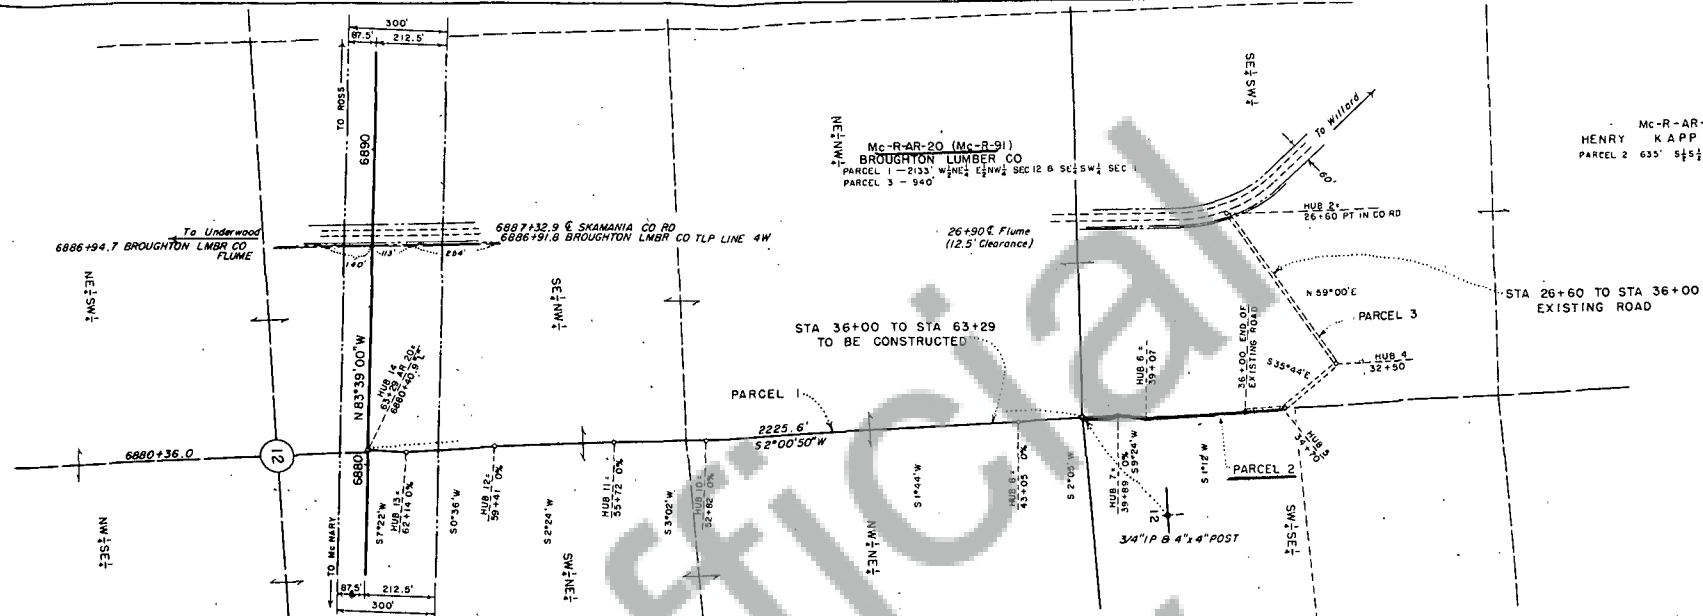 300'
87.5'
212.5'
TO ROSS
6890
NE¼NW¼
Mc-R-AR-20 (Mc-R-91)
BROUGHTON LUMBER CO
PARCEL 1 — 2133' W½NE¼ E½NW¼ SEC 12 & SE¼SW¼ SEC 1
PARCEL 3 - 940'
SE¼SW¼
To Willard
60'
Mc-R-AR-
HENRY KAPP
PARCEL 2 635'
HUB 2=
26+60 PT IN CO RD
To Underwood
6886+94.7 BROUGHTON LMBR CO
FLUME
6887+32.9 ℄ SKAMANIA CO RD
6886+91.8 BROUGHTON LMBR CO TLP LINE 4W
140'
113'
264'
26+90 ℄ Flume
(12.5' Clearance)
NE¼SW¼
SE¼NW¼
N 59°00'E
STA 26+60 TO STA 36+00
EXISTING ROAD
PARCEL 3
STA 36+00 TO STA 63+29
TO BE CONSTRUCTED
N 83°39'00"W
HUB 14
63+29 AR 20=
6880+40.9 "L"
HUB 6=
39+07
36+00 END OF
EXISTING ROAD
S35°44'E
HUB 4
32+50
PARCEL 1
2225.6'
S 2°00'50"W
6880+36.0
12
6880
HUB 5
34+70
S7°22'W
HUB 13=
62+14 0%
S0°36'W
HUB 12=
59+41 0%
S2°24'W
HUB 11=
55+72 0%
S3°02'W
HUB 10=
52+82 0%
S1°44'W
43+05 0%
S 2°05'W
HUB 7=
39+89 0%
S9°24'W
S1°12'W
PARCEL 2
12
3/4" IP & 4"x4" POST
NW¼SE¼
TO Mc NARY
SW¼NE¼
NW¼NE¼
SW¼SE¼
87.5'
212.5'
300'
fficial